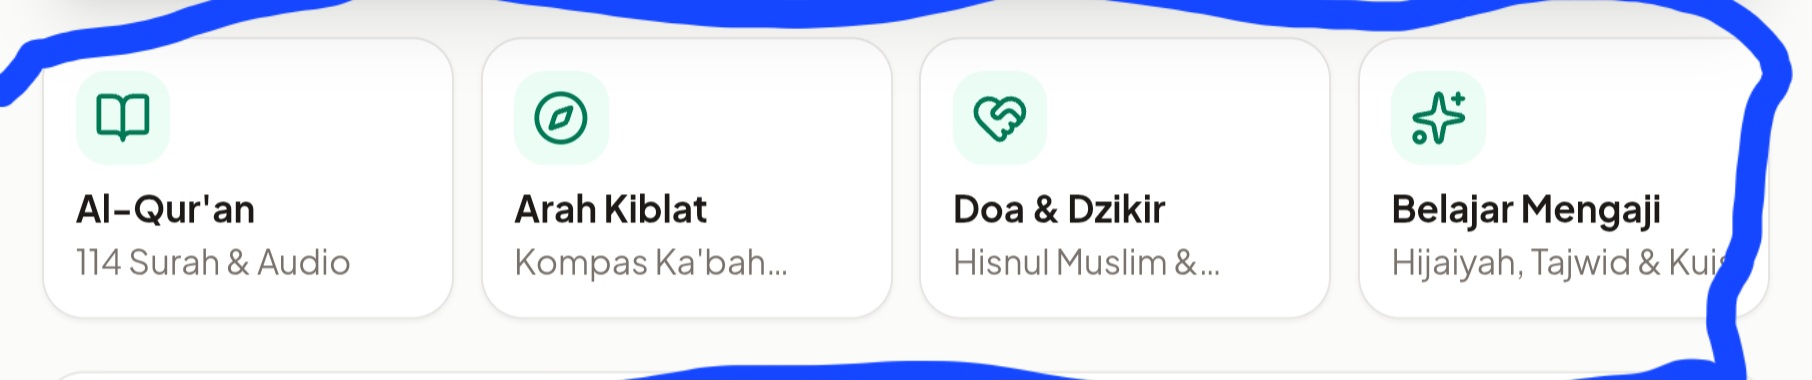 Al-Qur'an
114 Surah & Audio
Arah Kiblat
Kompas Ka'bah...
Doa & Dzikir
Hisnul Muslim &...
Belajar Mengaji
Hijaiyah, Tajwid & Kuis